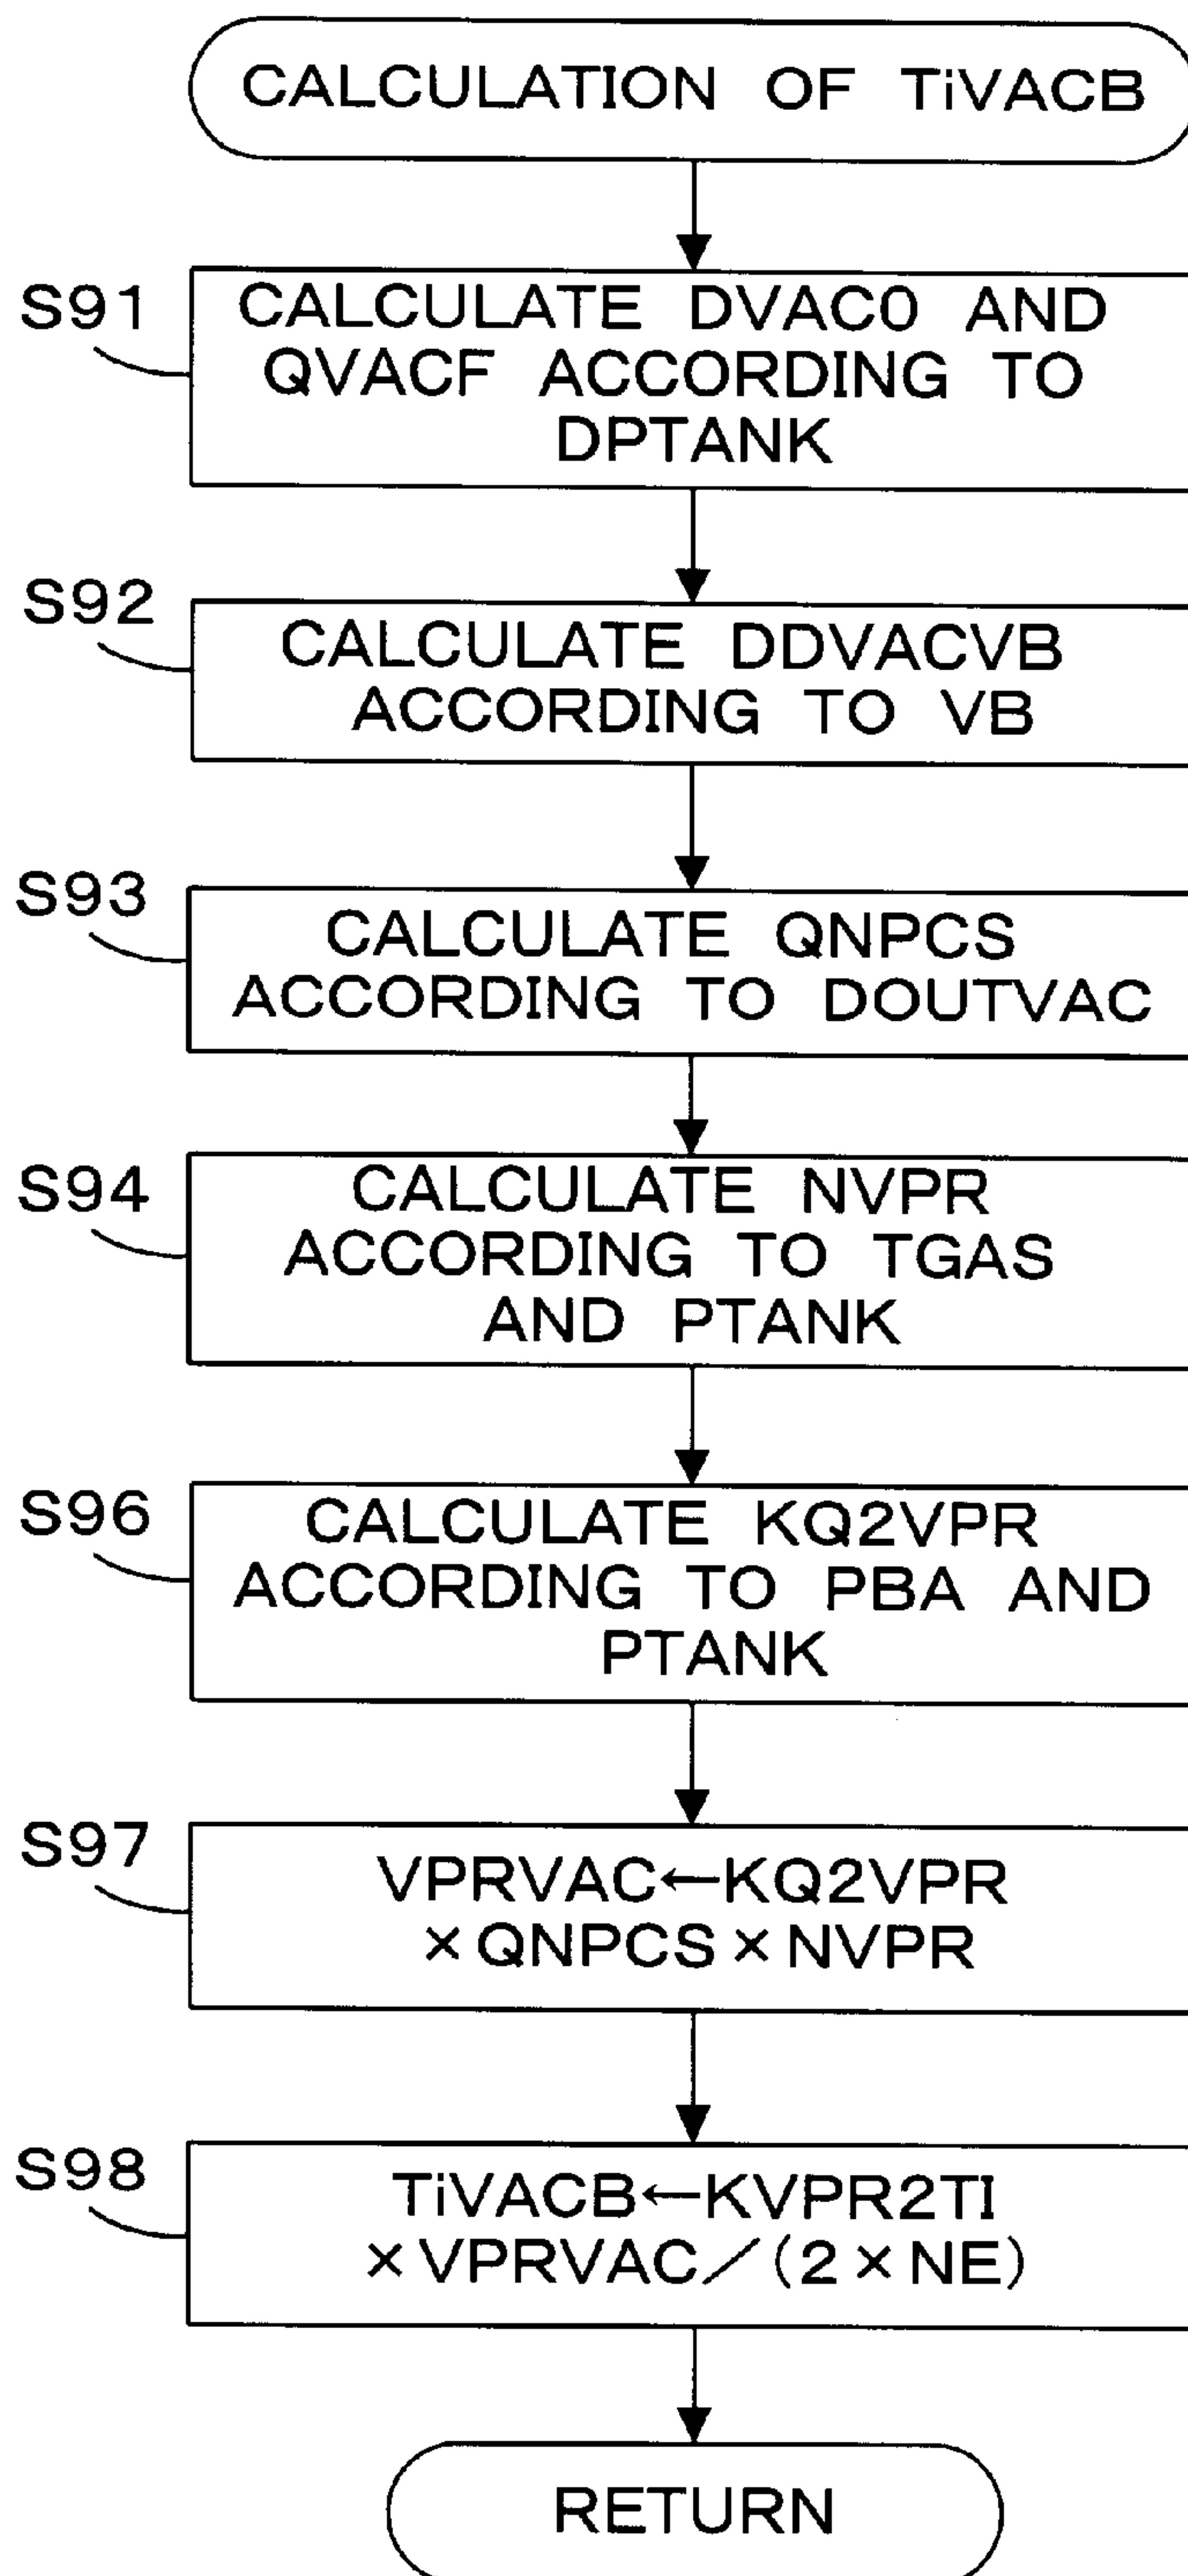 CALCULATION OF TiVACB
S91
CALCULATE DVAC0 AND
QVACF ACCORDING TO
DPTANK
S92
CALCULATE DDVACVB
ACCORDING TO VB
S93
CALCULATE QNPCS
ACCORDING TO DOUTVAC
S94
CALCULATE NVPR
ACCORDING TO TGAS
AND PTANK
S96
CALCULATE KQ2VPR
ACCORDING TO PBA AND
PTANK
S97
VPRVAC←KQ2VPR
×QNPCS×NVPR
S98
TiVACB←KVPR2TI
×VPRVAC/(2×NE)
RETURN